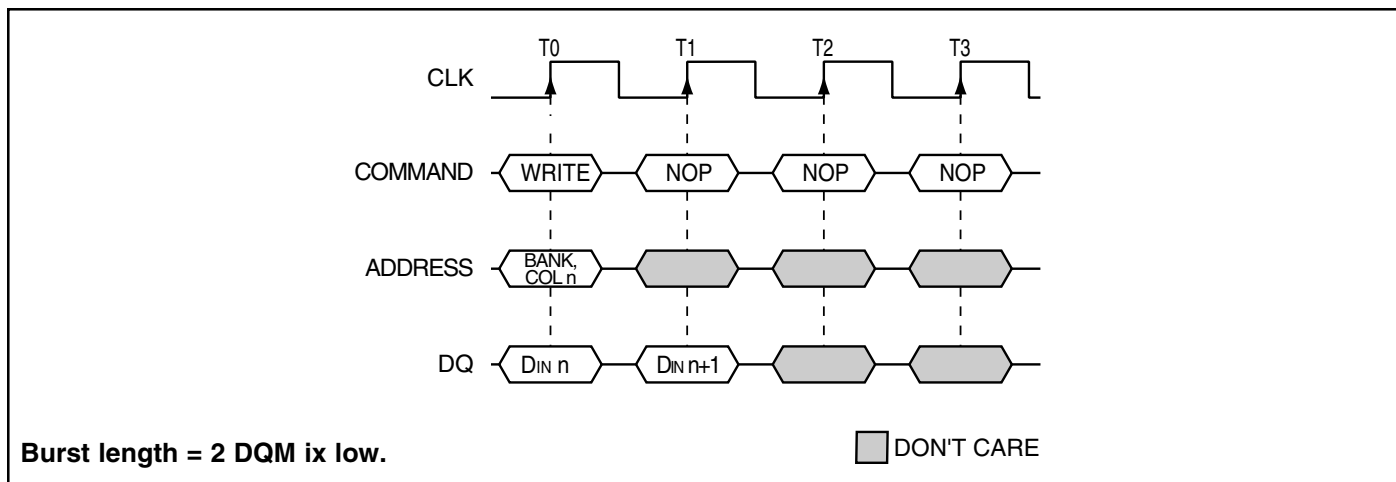 T0 T1 T2 T3
CLK
COMMAND WRITE NOP NOP NOP
ADDRESS BANK,
COL n
DQ DIN n DIN n+1
Burst length = 2 DQM ix low. DON'T CARE